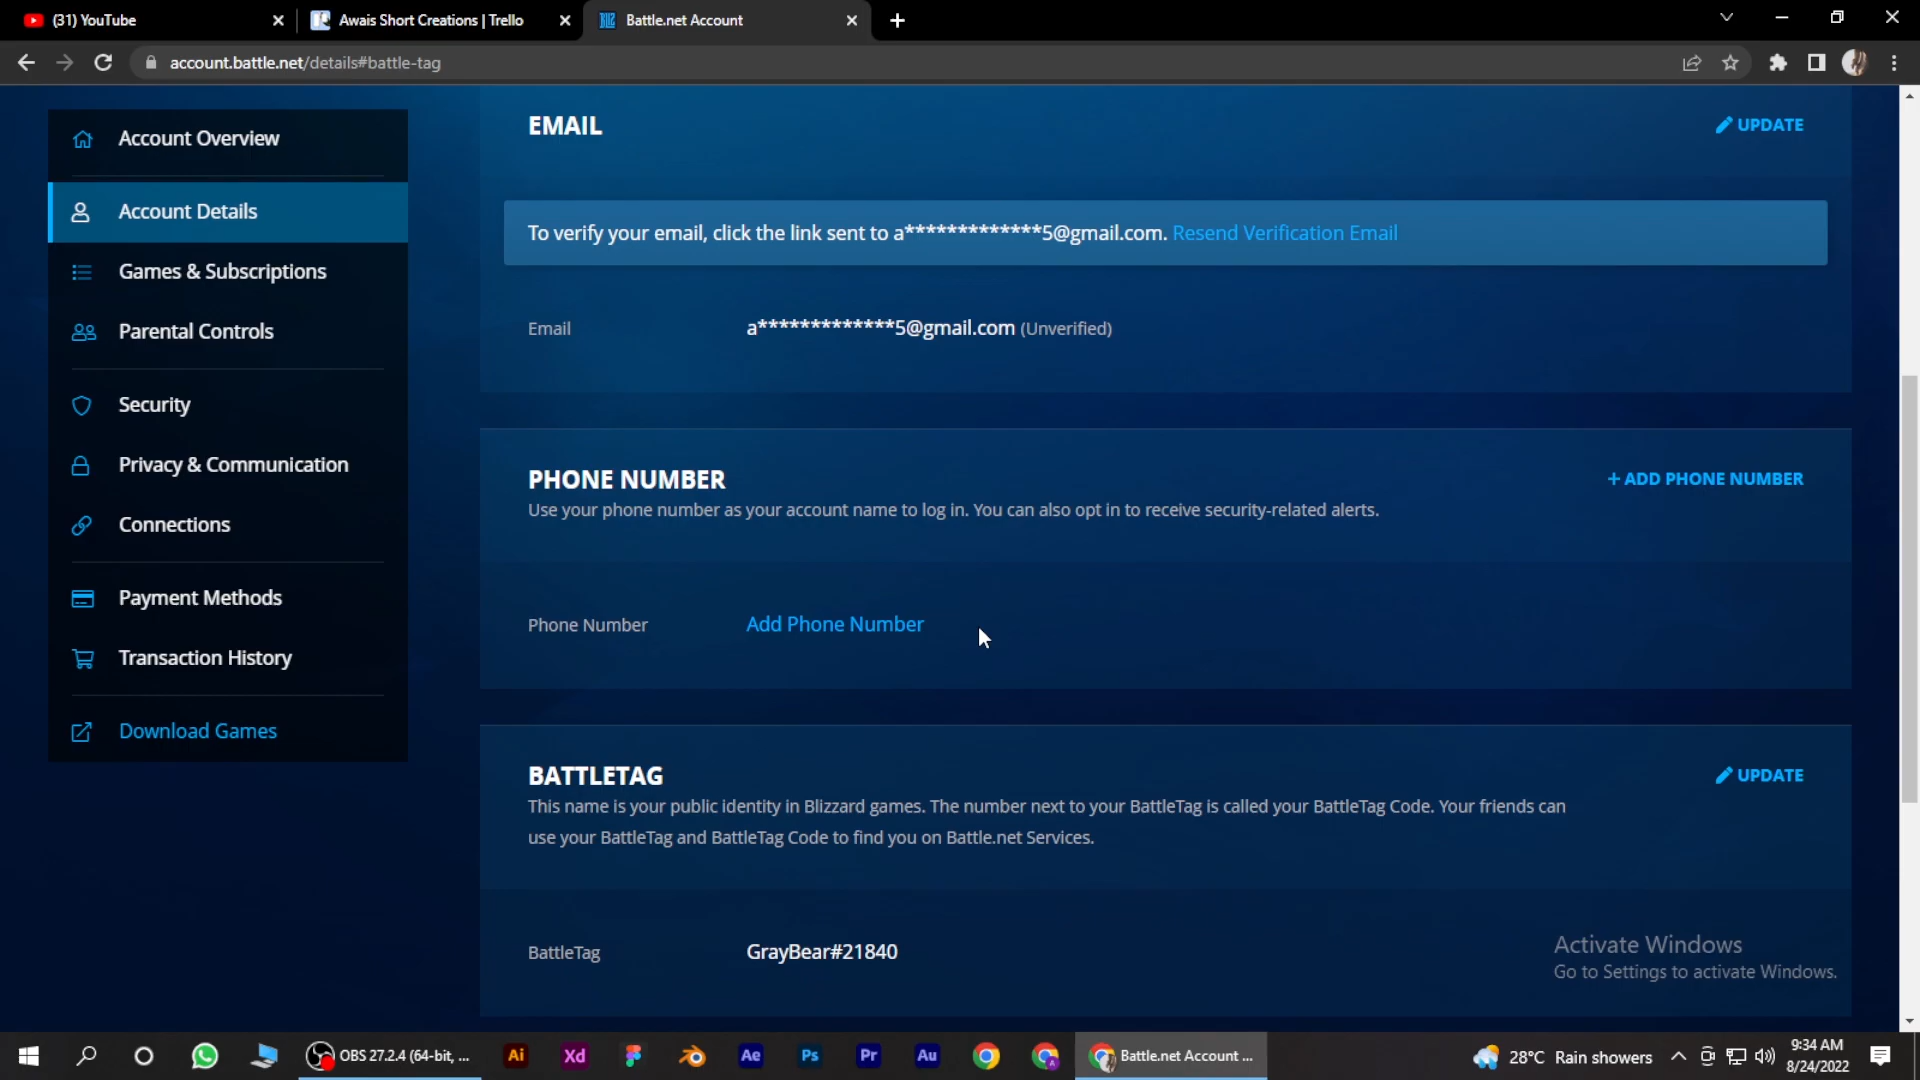 (31) YouTube
Awais Short Creations | Trello
Battle.net Account
account.battle.net/details#battle-tag
Account Overview
Account Details
Games & Subscriptions
Parental Controls
Security
Privacy & Communication
Connections
Payment Methods
Transaction History
Download Games
EMAIL
UPDATE
To verify your email, click the link sent to a*************5@gmail.com. Resend Verification Email
Email a*************5@gmail.com (Unverified)
PHONE NUMBER
+ ADD PHONE NUMBER
Use your phone number as your account name to log in. You can also opt in to receive security-related alerts.
Phone Number Add Phone Number
BATTLETAG
UPDATE
This name is your public identity in Blizzard games. The number next to your BattleTag is called your BattleTag Code. Your friends can
use your BattleTag and BattleTag Code to find you on Battle.net Services.
BattleTag GrayBear#21840
Activate Windows
Go to Settings to activate Windows.
OBS 27.2.4 (64-bit, ...
Ai
Xd
Ae
Ps
Pr
Au
Battle.net Account ...
28°C Rain showers
9:34 AM
8/24/2022